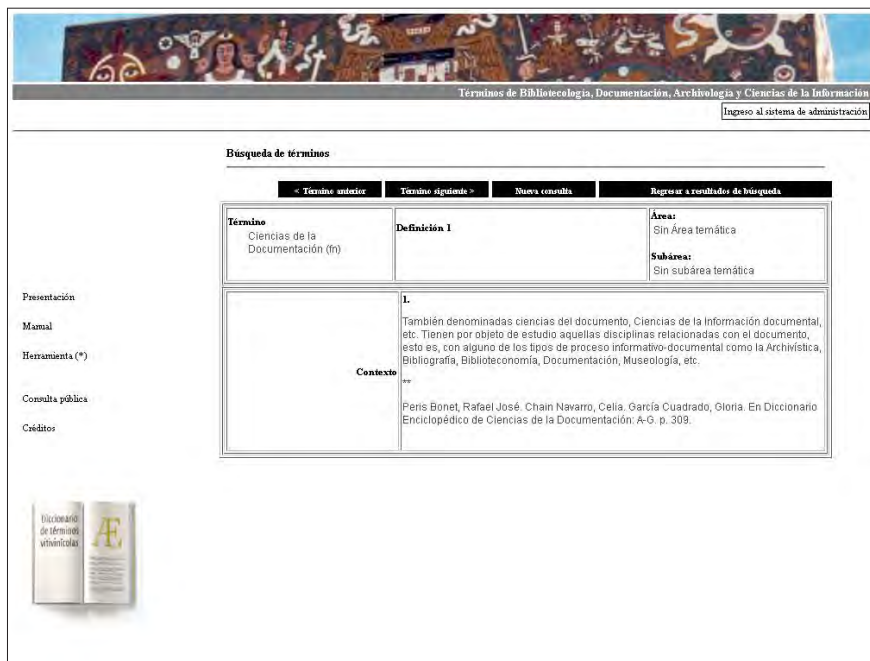 Términos de Bibliotecología, Documentación, Archivología y Ciencias de la Información
Ingreso al sistema de administración
Búsqueda de términos
< Término anterior
Término siguiente >
Nueva consulta
Regresar a resultados de búsqueda
Término
Ciencias de la
Documentación (fn)
Definición 1
Área:
Sin Área temática
Subárea:
Sin subárea temática
Presentación
Manual
Herramienta (*)
Consulta pública
Créditos
Contexto
1.
También denominadas ciencias del documento, Ciencias de la Información documental,
etc. Tienen por objeto de estudio aquellas disciplinas relacionadas con el documento,
esto es, con alguno de los tipos de proceso informativo-documental como la Archivística,
Bibliografía, Biblioteconomía, Documentación, Museología, etc.
**
Peris Bonet, Rafael José. Chain Navarro, Celia. García Cuadrado, Gloria. En Diccionario
Enciclopédico de Ciencias de la Documentación: A-G. p. 309.
Diccionario
de términos
vitivinícolas
Æ